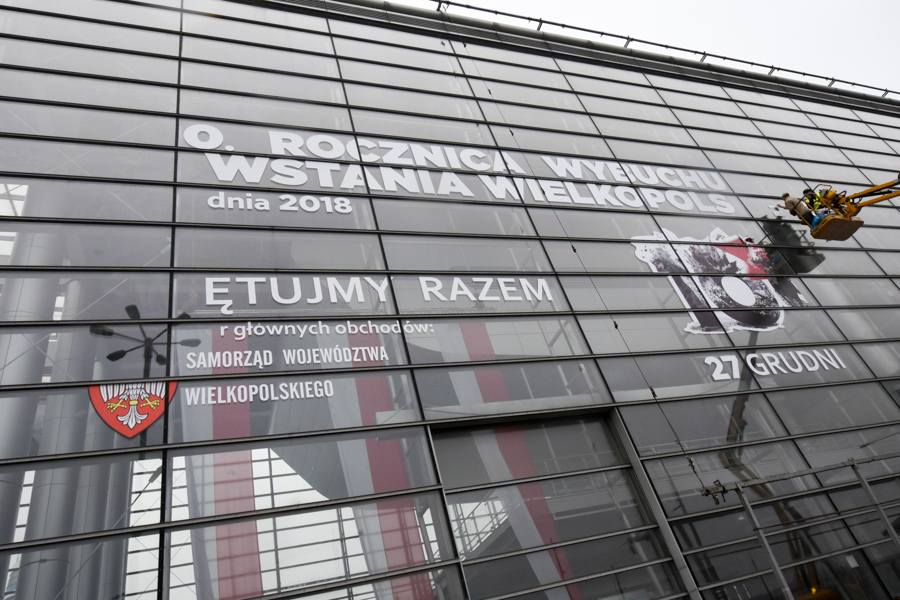 0. ROCZNICA WYBUCHU
WSTANIA WIELKOPOLS
dnia 2018
ĘTUJMY RAZEM
r głównych obchodów:
SAMORZĄD WOJEWÓDZTWA
WIELKOPOLSKIEGO
27 GRUDNI